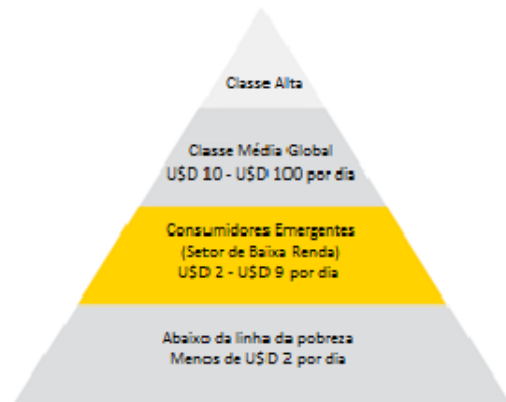 Classe Alta
Classe Média Global
U$D 10 - U$D 100 por dia
Consumidores Emergentes
(Setor de Baixa Renda)
U$D 2 - U$D 9 por dia
Abaixo da linha da pobreza
Menos de U$D 2 por dia